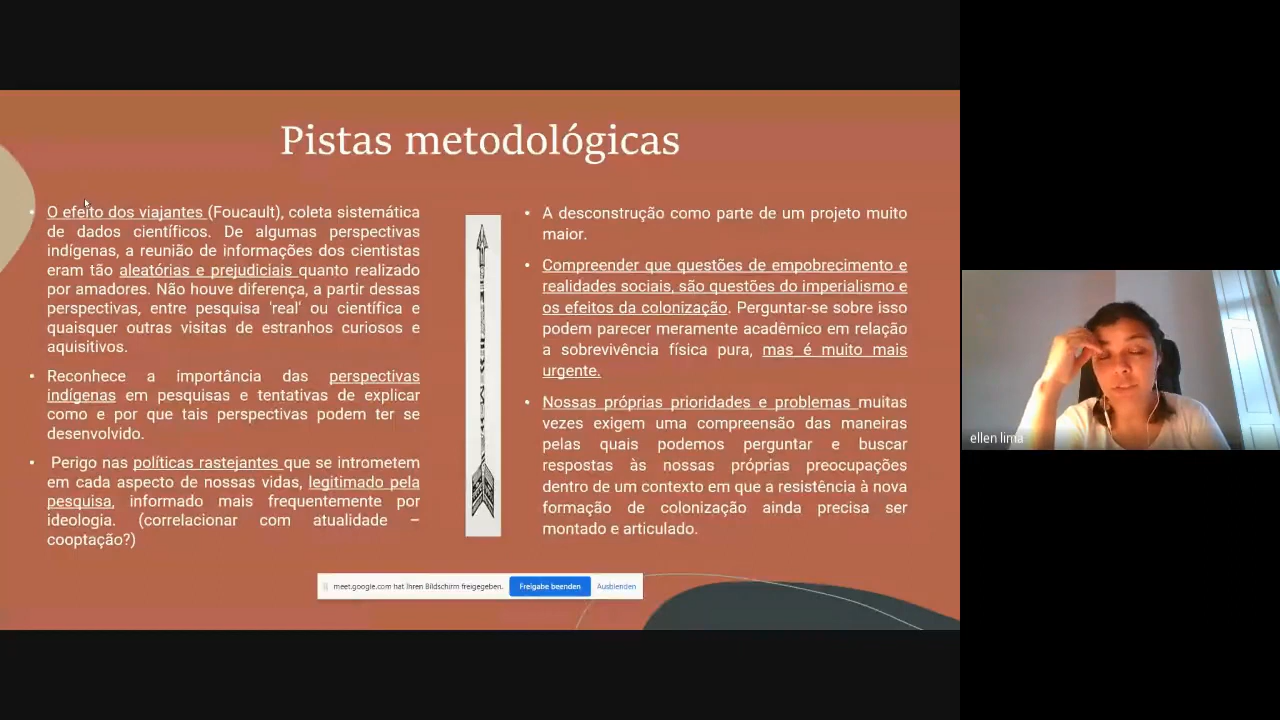 Pistas metodológicas
• O efeito dos viajantes (Foucault), coleta sistemática
de dados científicos. De algumas perspectivas
indígenas, a reunião de informações dos cientistas
eram tão aleatórias e prejudiciais quanto realizado
por amadores. Não houve diferença, a partir dessas
perspectivas, entre pesquisa 'real' ou científica e
quaisquer outras visitas de estranhos curiosos e
aquisitivos.
• Reconhece a importância das perspectivas
indígenas em pesquisas e tentativas de explicar
como e por que tais perspectivas podem ter se
desenvolvido.
• Perigo nas políticas rastejantes que se intrometem
em cada aspecto de nossas vidas, legitimado pela
pesquisa, informado mais frequentemente por
ideologia. (correlacionar com atualidade –
cooptação?)
• A desconstrução como parte de um projeto muito
maior.
• Compreender que questões de empobrecimento e
realidades sociais, são questões do imperialismo e
os efeitos da colonização. Perguntar-se sobre isso
podem parecer meramente acadêmico em relação
a sobrevivência física pura, mas é muito mais
urgente.
• Nossas próprias prioridades e problemas muitas
vezes exigem uma compreensão das maneiras
pelas quais podemos perguntar e buscar
respostas às nossas próprias preocupações
dentro de um contexto em que a resistência à nova
formação de colonização ainda precisa ser
montado e articulado.
meet.google.com hat Ihren Bildschirm freigegeben. Freigabe beenden Ausblenden
ellen lima